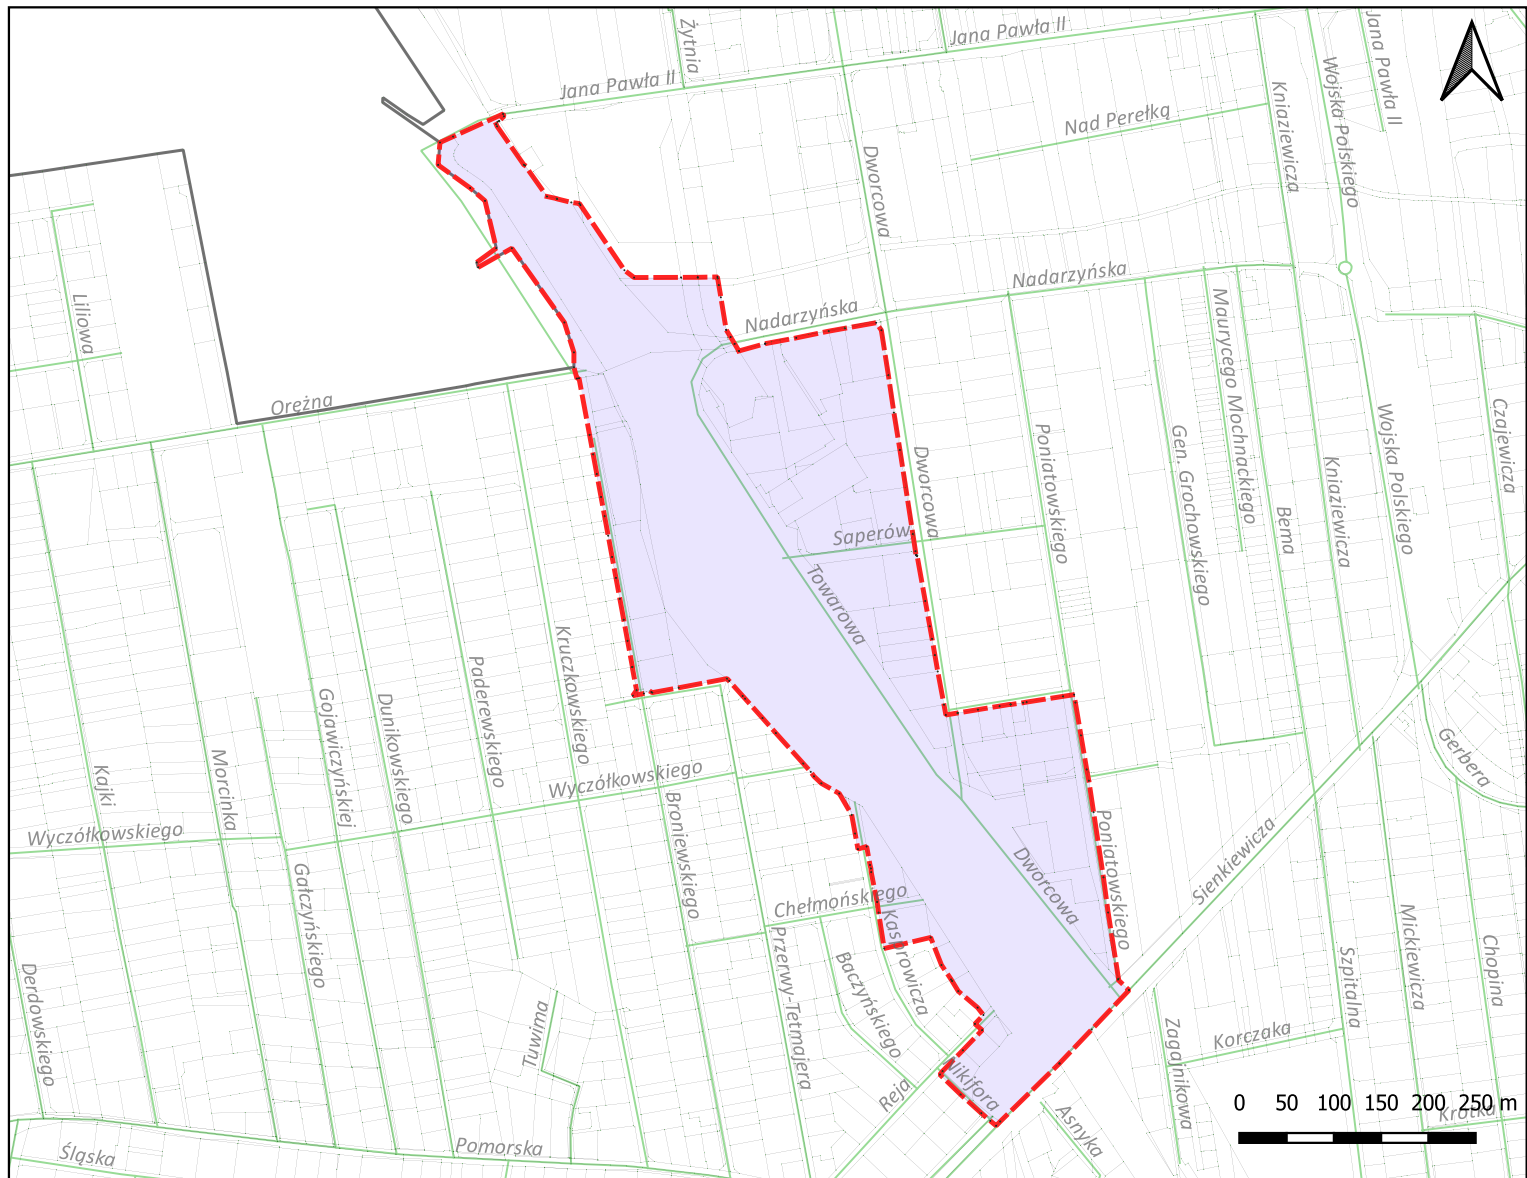 Żytnia
Jana Pawła II
Jana Pawła II
Jana Pawła II
Wojska Polskiego
Kniaziewicza
Nad Perełką
Dworcowa
Nadarzyńska
Nadarzyńska
Liliowa
Maurycego Mochnackiego
Orężna
Czajewicza
Wojska Polskiego
Poniatowskiego
Gen. Grochowskiego
Dworcowa
Kniaziewicza
Bema
Saperów
Towarowa
Kruczkowskiego
Paderewskiego
Gojawiczyńskiej
Dunikowskiego
Gerbera
Morcinka
Kajki
Wyczółkowskiego
Broniewskiego
Wyczółkowskiego
Poniatowskiego
Sienkiewicza
Dworcowa
Gałczyńskiego
Chełmońskiego
Kasprowicza
Mickiewicza
Przerwy-Tetmajera
Chopina
Szpitalna
Baczyńskiego
Derdowskiego
Tuwima
Zagajnikowa
Korczaka
Nikifora
Reja
Asnyka
Krótka
0 50 100 150 200 250 m
Pomorska
Śląska